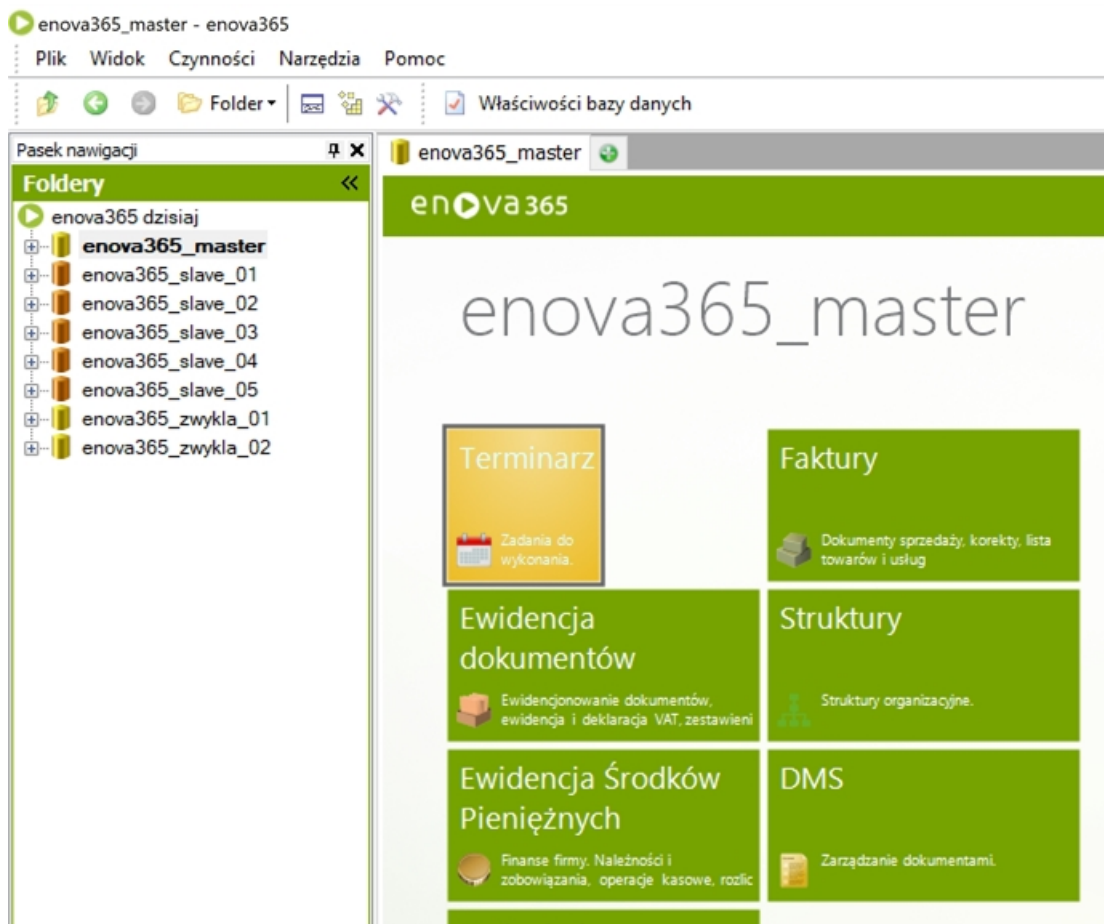 enova365_master - enova365
Plik Widok Czynności Narzędzia Pomoc
Folder Właściwości bazy danych
Pasek nawigacji
enova365_master
Foldery
enova365
enova365 dzisiaj
enova365_master
enova365_slave_01
enova365_slave_02
enova365_slave_03
enova365_slave_04
enova365_slave_05
enova365_zwykla_01
enova365_zwykla_02
enova365_master
Terminarz
Zadania do
wykonania.
Faktury
Dokumenty sprzedaży, korekty, lista
towarów i usług
Ewidencja
dokumentów
Ewidencjonowanie dokumentów,
ewidencja i deklaracja VAT, zestawieni
Struktury
Struktury organizacyjne.
Ewidencja Środków
Pieniężnych
Finanse firmy. Należności i
zobowiązania, operacje kasowe, rozlic
DMS
Zarządzanie dokumentami.